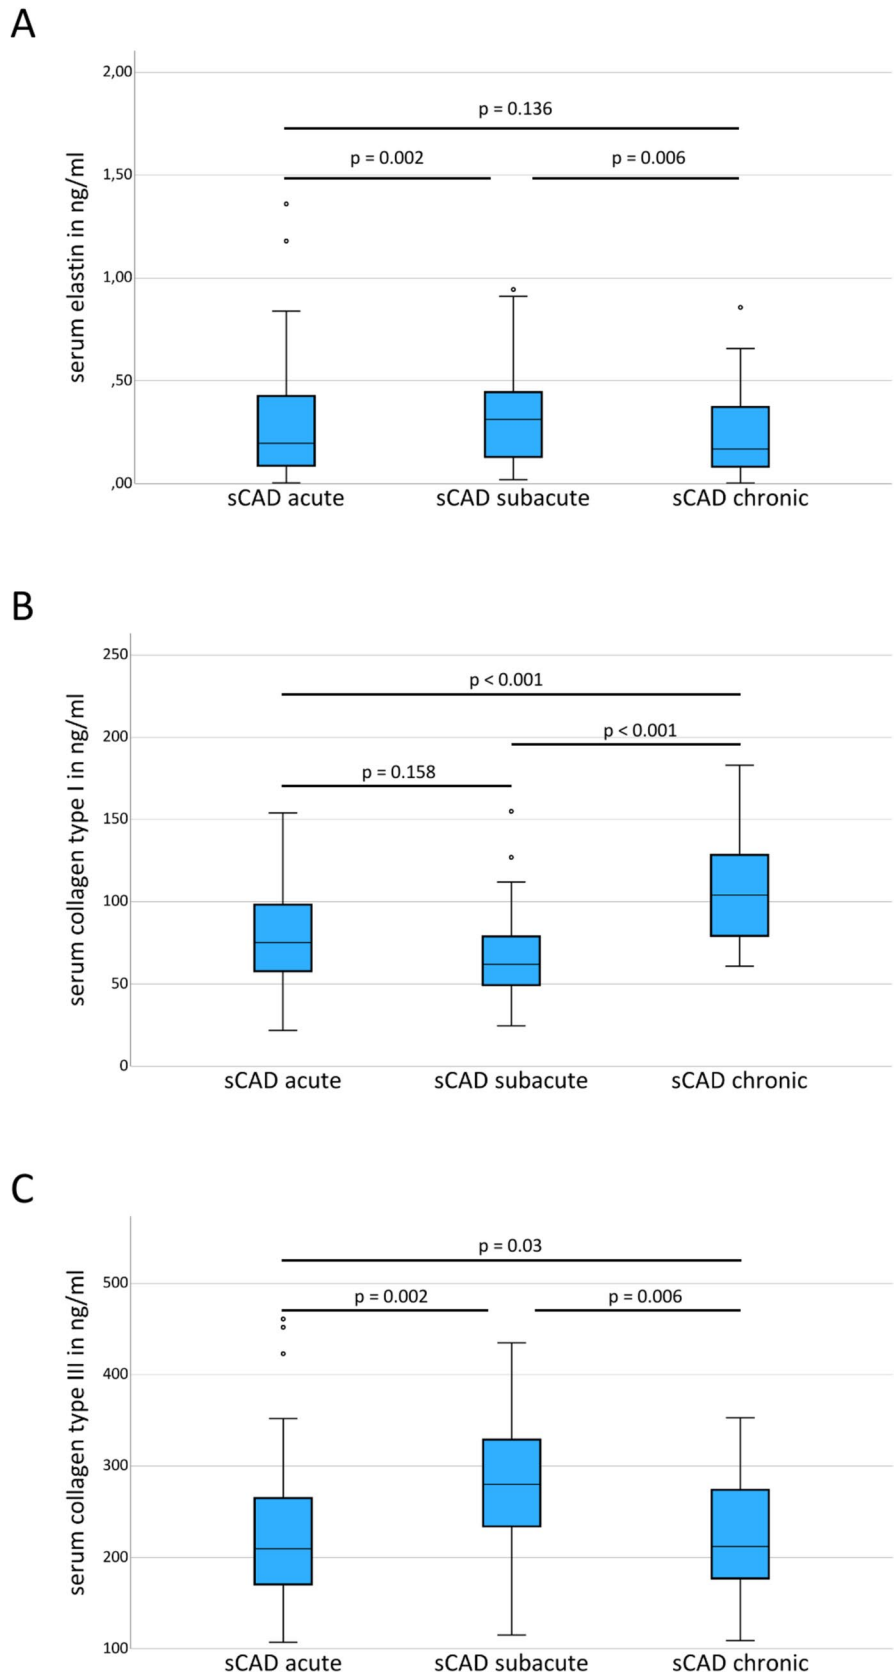 A
serum elastin in ng/ml
2,00
1,50
1,00
,50
,00
p = 0.136
p = 0.002
p = 0.006
sCAD acute
sCAD subacute
sCAD chronic
B
serum collagen type I in ng/ml
250
200
150
100
50
0
p < 0.001
p < 0.001
p = 0.158
sCAD acute
sCAD subacute
sCAD chronic
C
serum collagen type III in ng/ml
500
400
300
200
100
p = 0.03
p = 0.002
p = 0.006
sCAD acute
sCAD subacute
sCAD chronic